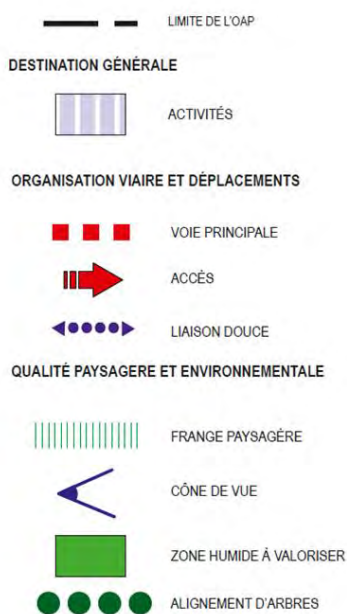 LIMITE DE L'OAP
DESTINATION GÉNÉRALE
ACTIVITÉS
ORGANISATION VIAIRE ET DÉPLACEMENTS
VOIE PRINCIPALE
ACCÈS
LIAISON DOUCE
QUALITÉ PAYSAGERE ET ENVIRONNEMENTALE
FRANGE PAYSAGÉRE
CÔNE DE VUE
ZONE HUMIDE À VALORISER
ALIGNEMENT D'ARBRES